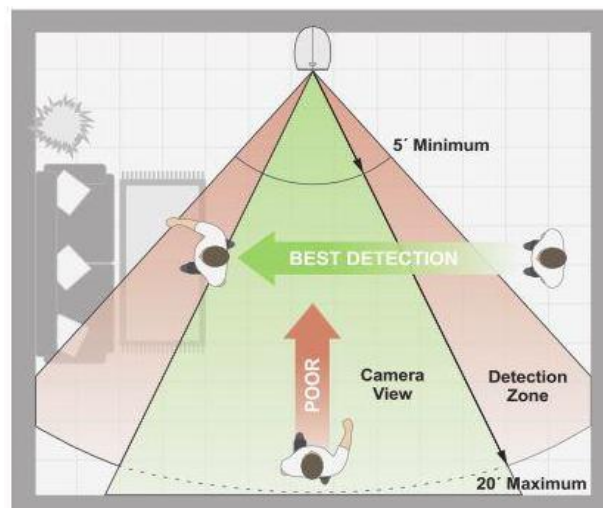 5´ Minimum
BEST DETECTION
POOR
Camera
View
Detection
Zone
20´ Maximum